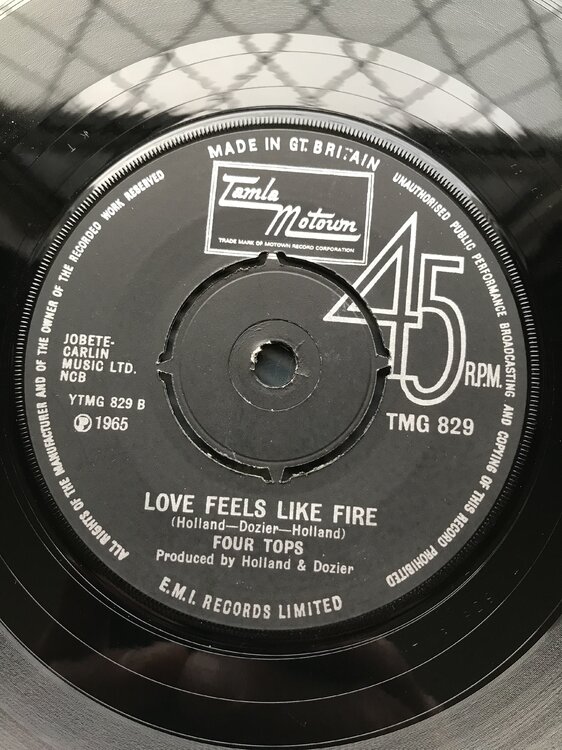 MADE IN GT. BRITAIN
UNAUTHORISED PUBLIC PERFORMANCE BROADCASTING AND COPYING OF THIS RECORD PROHIBITED
ALL RIGHTS OF THE MANUFACTURER AND OF THE OWNER OF THE RECORDED WORK RESERVED
Tamla
Motown
TRADE MARK OF MOTOWN RECORD CORPORATION
45
R.P.M.
JOBETE-
CARLIN
MUSIC LTD.
NCB
YTMG 829 B
℗ 1965
TMG 829
LOVE FEELS LIKE FIRE
(Holland—Dozier—Holland)
FOUR TOPS
Produced by Holland & Dozier
E.M.I. RECORDS LIMITED